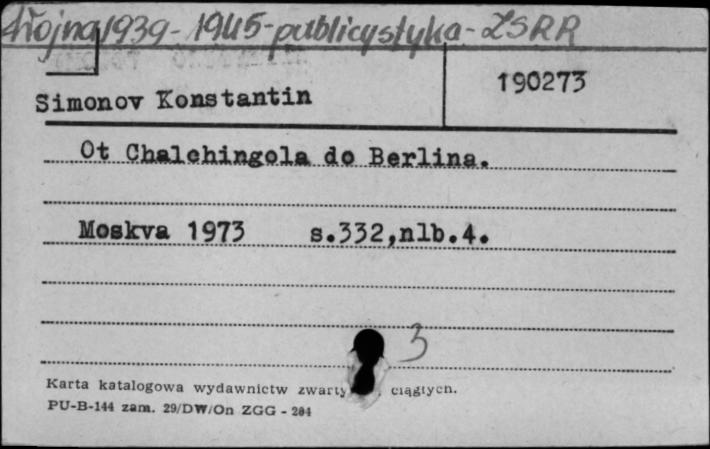 Wojna 1939-1945-publicystyka-ZSRR
190273
Simonov Konstantin
Ot Chalchingola do Berlina.
Moskva 1973 s.332,nlb.4.
3
Karta katalogowa wydawnictw zwarty ciągłych.
PU-B-144 zam. 29/DW/On ZGG - 284